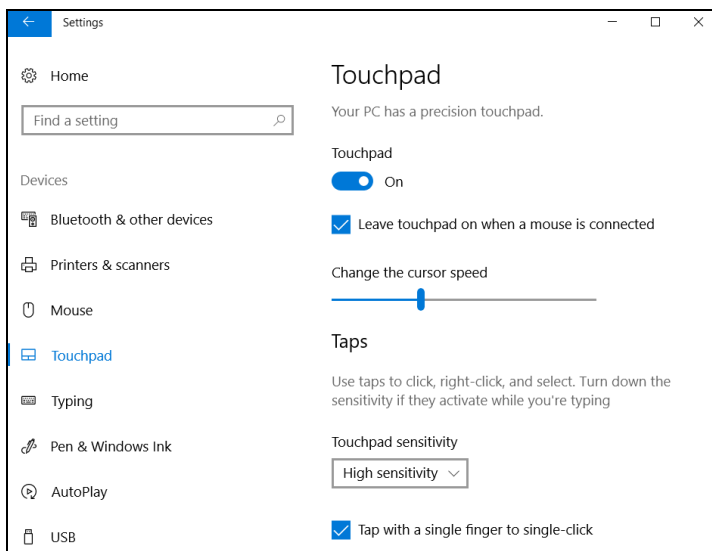 Settings
Home
Find a setting
Devices
Bluetooth & other devices
Printers & scanners
Mouse
Touchpad
Typing
Pen & Windows Ink
AutoPlay
USB
Touchpad
Your PC has a precision touchpad.
Touchpad
On
Leave touchpad on when a mouse is connected
Change the cursor speed
Taps
Use taps to click, right-click, and select. Turn down the
sensitivity if they activate while you're typing
Touchpad sensitivity
High sensitivity
Tap with a single finger to single-click